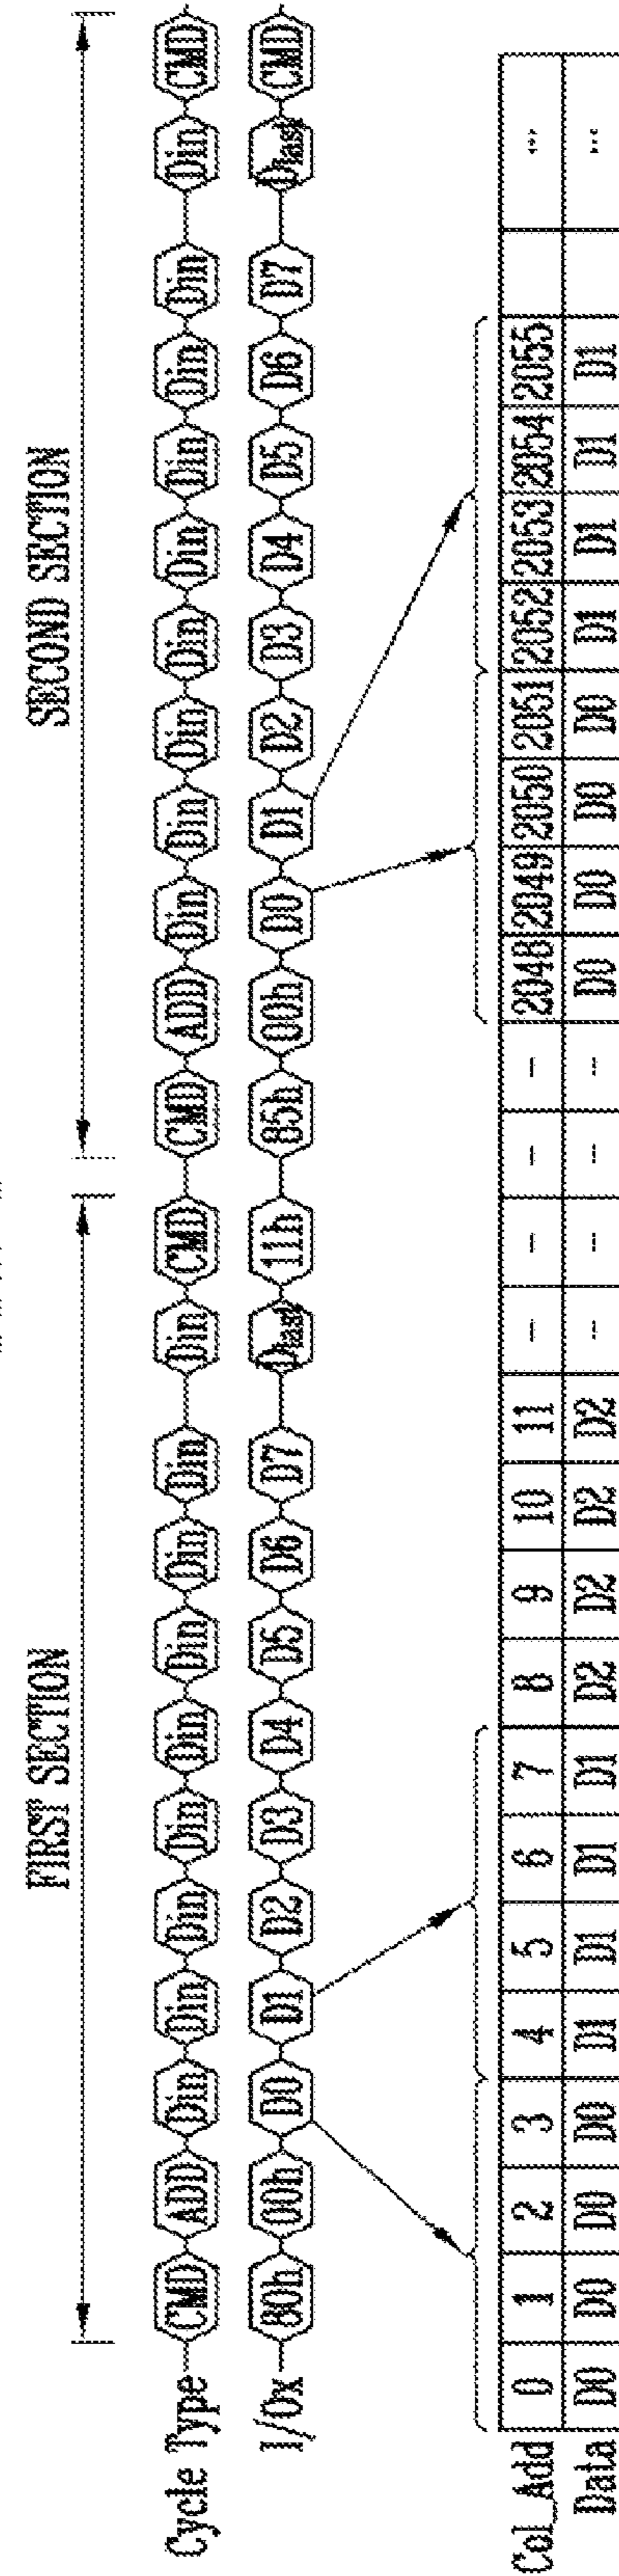 FIRST SECTION SECOND SECTION
Cycle Type CMD ADD Din Din Din Din Din Din Din Din Din CMD CMD ADD Din Din Din Din Din Din Din Din Din CMD
I/Ox 80h 00h D0 D1 D2 D3 D4 D5 D6 D7 Dlast 11h 85h 00h D0 D1 D2 D3 D4 D5 D6 D7 Dlast CMD
Col_Add 0 1 2 3 4 5 6 7 8 9 10 11 - - - - 2048 2049 2050 2051 2052 2053 2054 2055 ...
Data D0 D0 D0 D0 D1 D1 D1 D1 D2 D2 D2 D2 - - - - D0 D0 D0 D0 D1 D1 D1 D1 ...